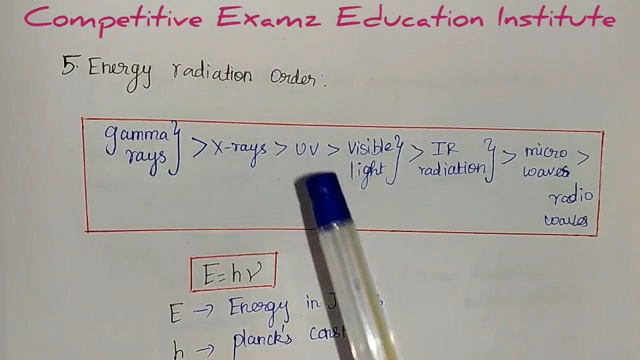 Competitive Examz Education Institute
5. Energy radiation Order:
gamma rays} > X-rays > UV > Visible light} > IR radiation} > micro waves > radio waves
E = hν
E → Energy in
h → planck's